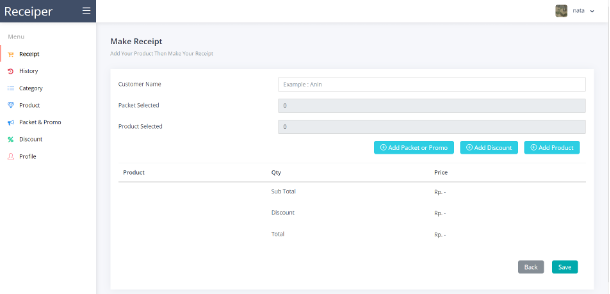 Receiper
nata
Menu
Receipt
History
Category
Product
Packet & Promo
Discount
Profile
Make Receipt
Add Your Product Then Make Your Receipt
Customer Name
Example : Anin
Packet Selected
0
Product Selected
0
Add Packet or Promo
Add Discount
Add Product
Product Qty Price
Sub Total Rp. -
Discount Rp. -
Total Rp. -
Back Save